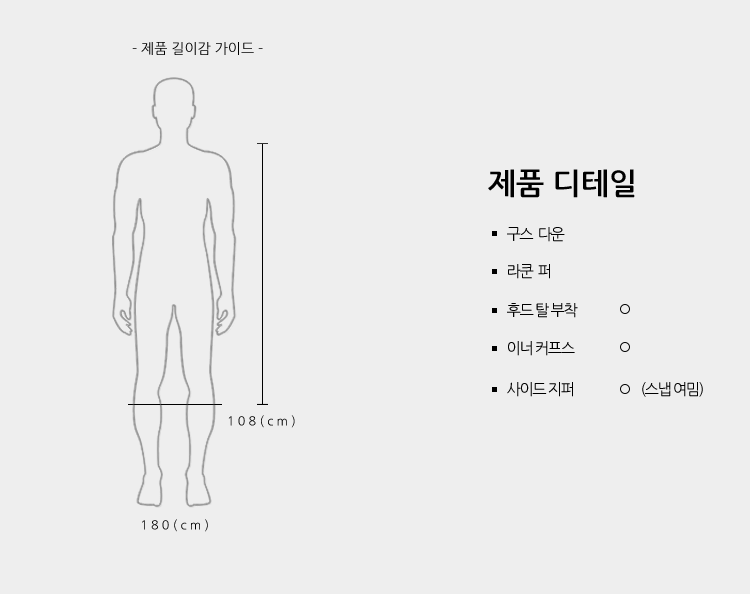 - 제품 길이감 가이드 -
108(cm)
180(cm)
제품 디테일
구스 다운
라쿤 퍼
후드 탈 부착 ○
이너 커프스 ○
사이드 지퍼 ○ (스냅 여밈)